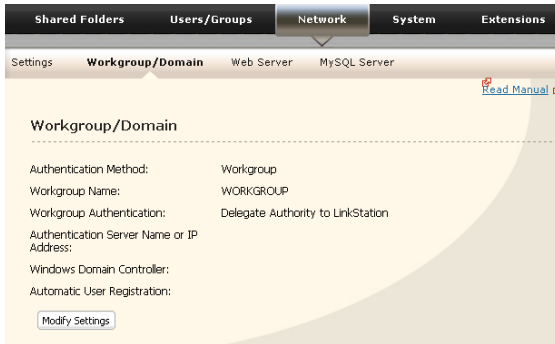 Shared Folders Users/Groups Network System Extensions
Settings Workgroup/Domain Web Server MySQL Server
Read Manual
Workgroup/Domain
Authentication Method: Workgroup
Workgroup Name: WORKGROUP
Workgroup Authentication: Delegate Authority to LinkStation
Authentication Server Name or IP
Address:
Windows Domain Controller:
Automatic User Registration:
Modify Settings